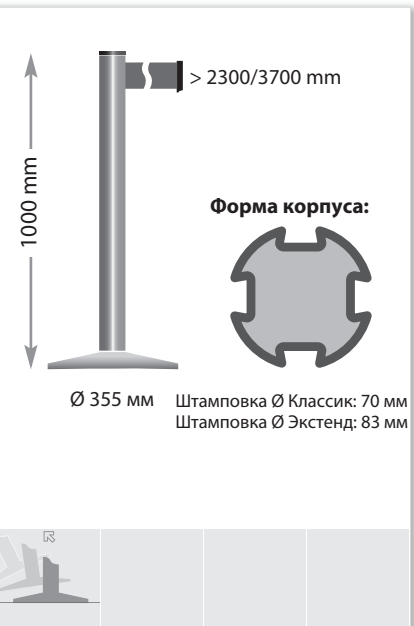 > 2300/3700 mm
1000 mm
Форма корпуса:
Ø 355 мм
Штамповка Ø Классик: 70 мм
Штамповка Ø Экстенд: 83 мм